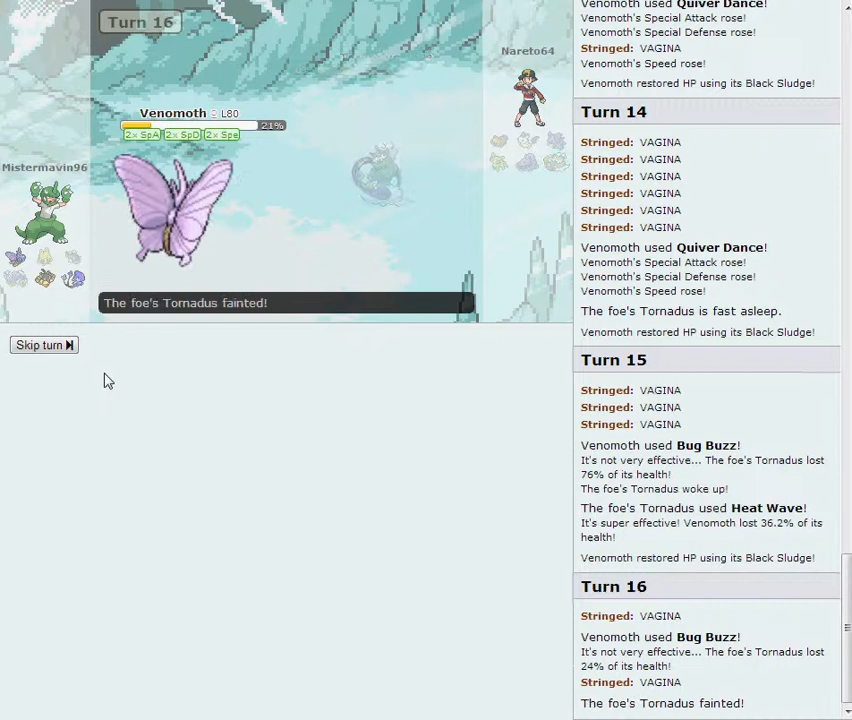 Turn 16
Nareto64
Venomoth L80
21%
2x SpA 2x SpD 2x Spe
Mistermavin96
The foe's Tornadus fainted!
Skip turn
Venomoth used Quiver Dance!
Venomoth's Special Attack rose!
Venomoth's Special Defense rose!
Stringed: VAGINA
Venomoth's Speed rose!
Venomoth restored HP using its Black Sludge!
Turn 14
Stringed: VAGINA
Stringed: VAGINA
Stringed: VAGINA
Stringed: VAGINA
Stringed: VAGINA
Stringed: VAGINA
Venomoth used Quiver Dance!
Venomoth's Special Attack rose!
Venomoth's Special Defense rose!
Venomoth's Speed rose!
The foe's Tornadus is fast asleep.
Venomoth restored HP using its Black Sludge!
Turn 15
Stringed: VAGINA
Stringed: VAGINA
Stringed: VAGINA
Venomoth used Bug Buzz!
It's not very effective... The foe's Tornadus lost
76% of its health!
The foe's Tornadus woke up!
The foe's Tornadus used Heat Wave!
It's super effective! Venomoth lost 36.2% of its
health!
Venomoth restored HP using its Black Sludge!
Turn 16
Stringed: VAGINA
Venomoth used Bug Buzz!
It's not very effective... The foe's Tornadus lost
24% of its health!
Stringed: VAGINA
The foe's Tornadus fainted!